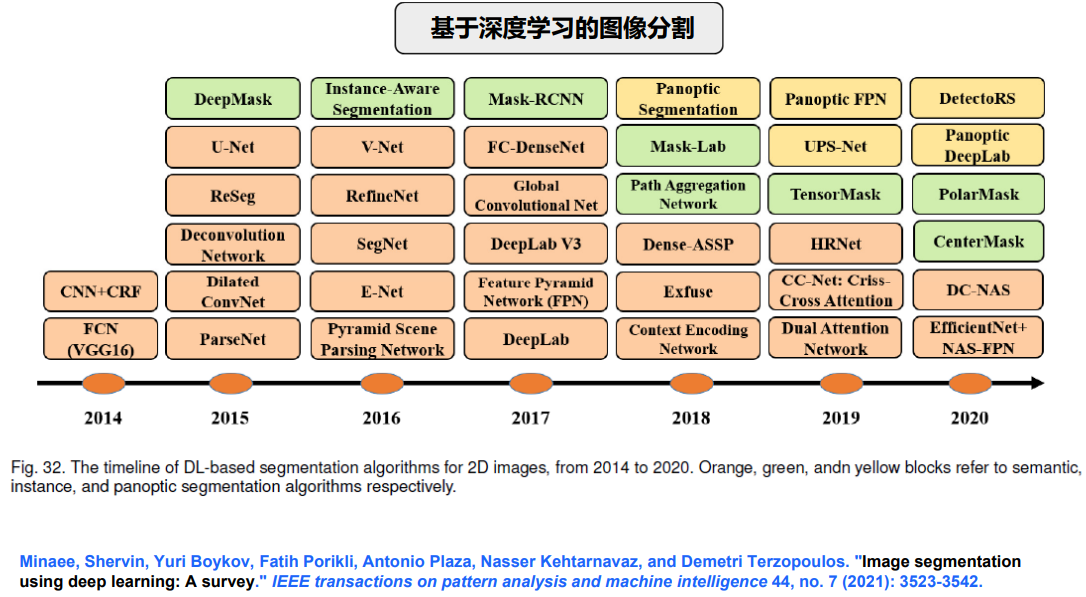 基于深度学习的图像分割
DeepMask
Instance-Aware
Segmentation
Mask-RCNN
Panoptic
Segmentation
Panoptic FPN
DetectoRS
U-Net
V-Net
FC-DenseNet
Mask-Lab
UPS-Net
Panoptic
DeepLab
ReSeg
RefineNet
Global
Convolutional Net
Path Aggregation
Network
TensorMask
PolarMask
Deconvolution
Network
SegNet
DeepLab V3
Dense-ASSP
HRNet
CenterMask
CNN+CRF
Dilated
ConvNet
E-Net
Feature Pyramid
Network (FPN)
Exfuse
CC-Net: Criss-
Cross Attention
DC-NAS
FCN
(VGG16)
ParseNet
Pyramid Scene
Parsing Network
DeepLab
Context Encoding
Network
Dual Attention
Network
EfficientNet+
NAS-FPN
2014
2015
2016
2017
2018
2019
2020
Fig. 32. The timeline of DL-based segmentation algorithms for 2D images, from 2014 to 2020. Orange, green, andn yellow blocks refer to semantic,
instance, and panoptic segmentation algorithms respectively.
Minaee, Shervin, Yuri Boykov, Fatih Porikli, Antonio Plaza, Nasser Kehtarnavaz, and Demetri Terzopoulos. "Image segmentation
using deep learning: A survey." IEEE transactions on pattern analysis and machine intelligence 44, no. 7 (2021): 3523-3542.